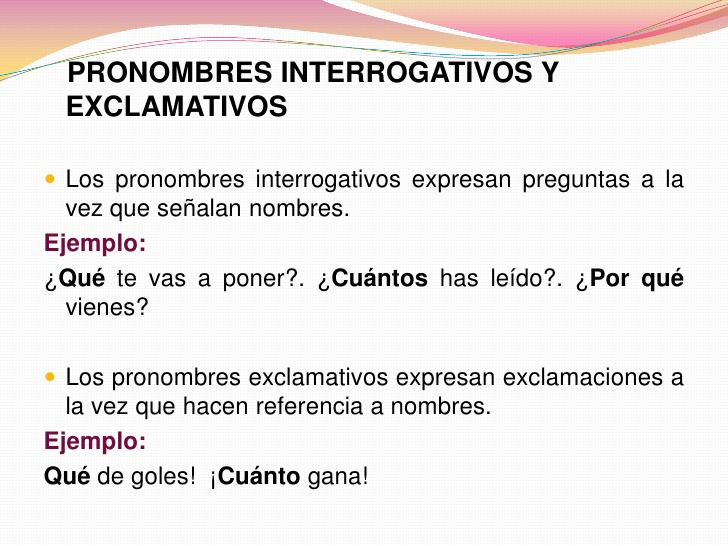 PRONOMBRES INTERROGATIVOS Y
EXCLAMATIVOS
• Los pronombres interrogativos expresan preguntas a la
vez que señalan nombres.
Ejemplo:
¿Qué te vas a poner?. ¿Cuántos has leído?. ¿Por qué
vienes?
• Los pronombres exclamativos expresan exclamaciones a
la vez que hacen referencia a nombres.
Ejemplo:
Qué de goles! ¡Cuánto gana!